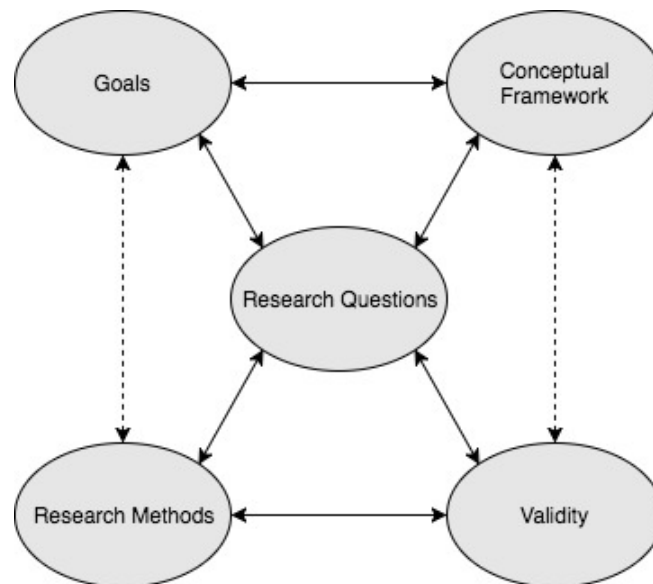 Goals
Conceptual
Framework
Research Questions
Research Methods
Validity